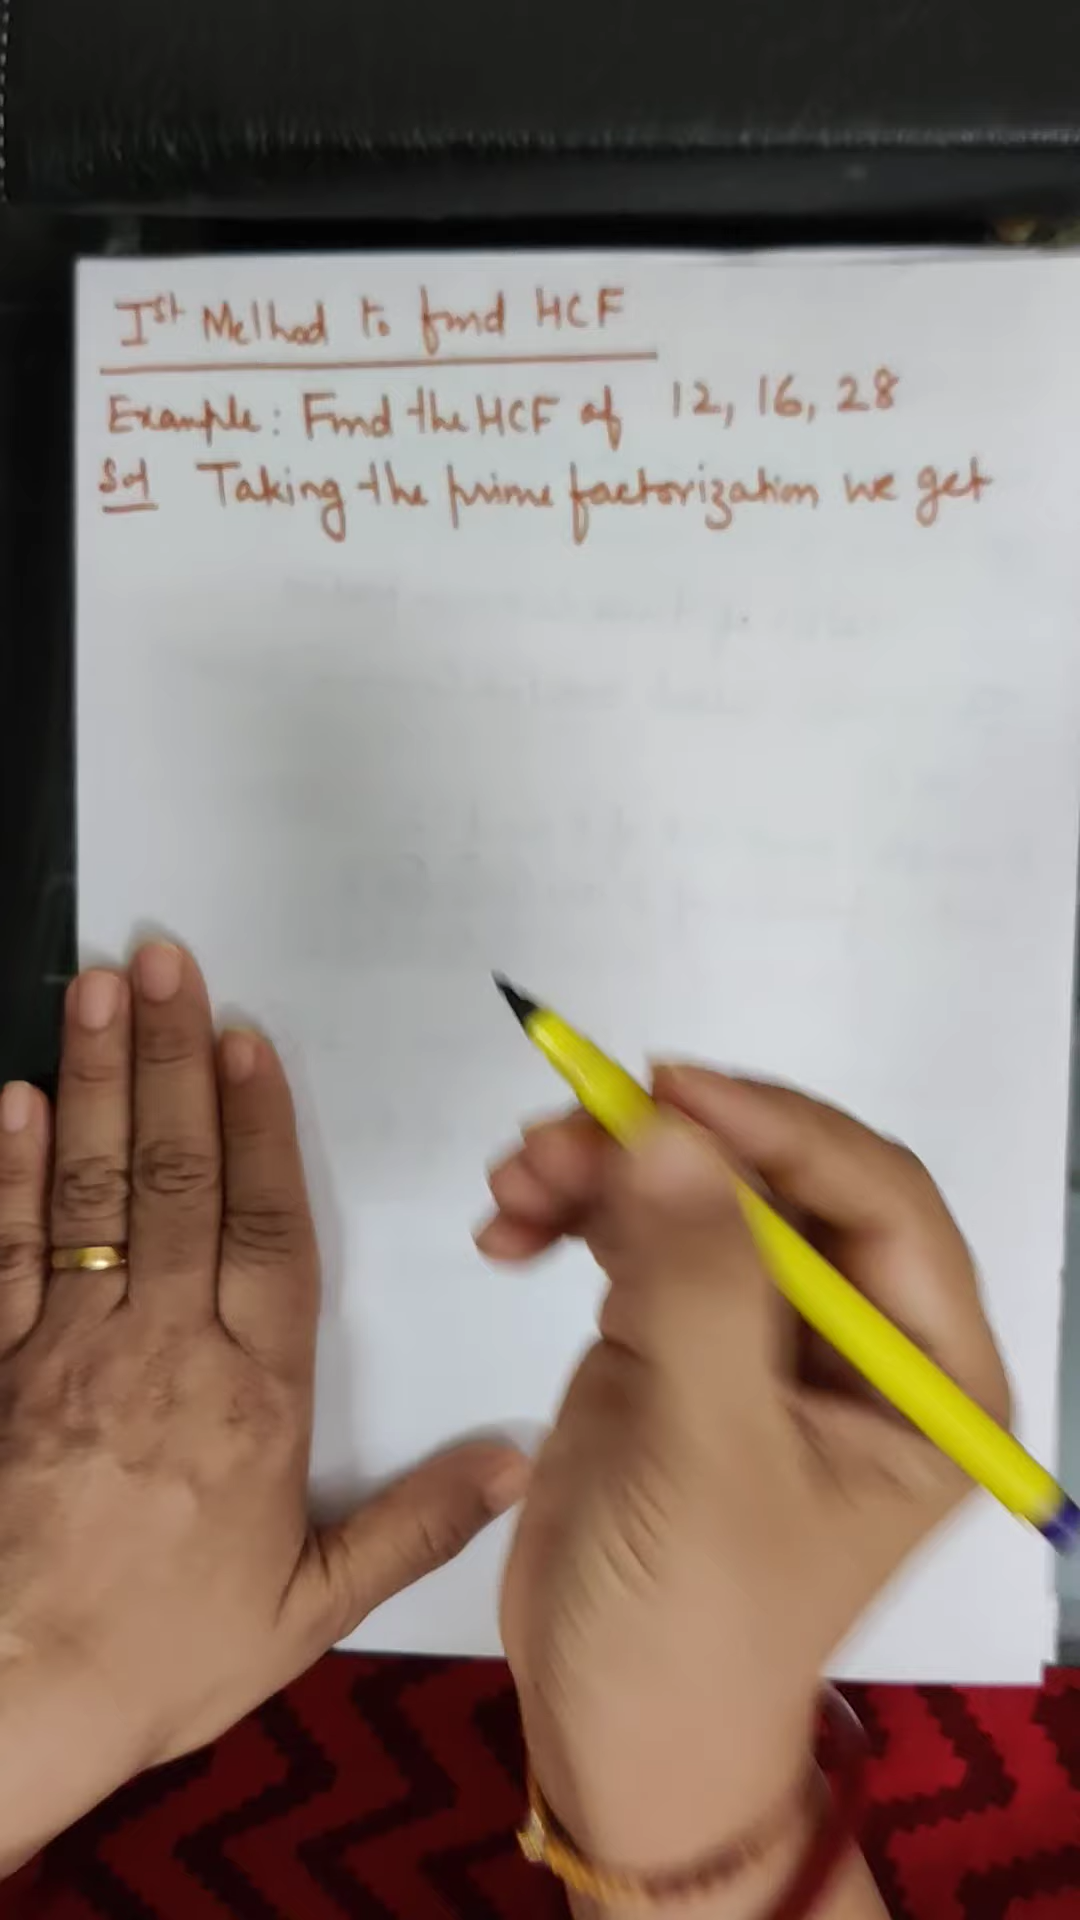 Ist Method to find HCF
Example: Find the HCF of 12, 16, 28
Sol Taking the prime factorization we get